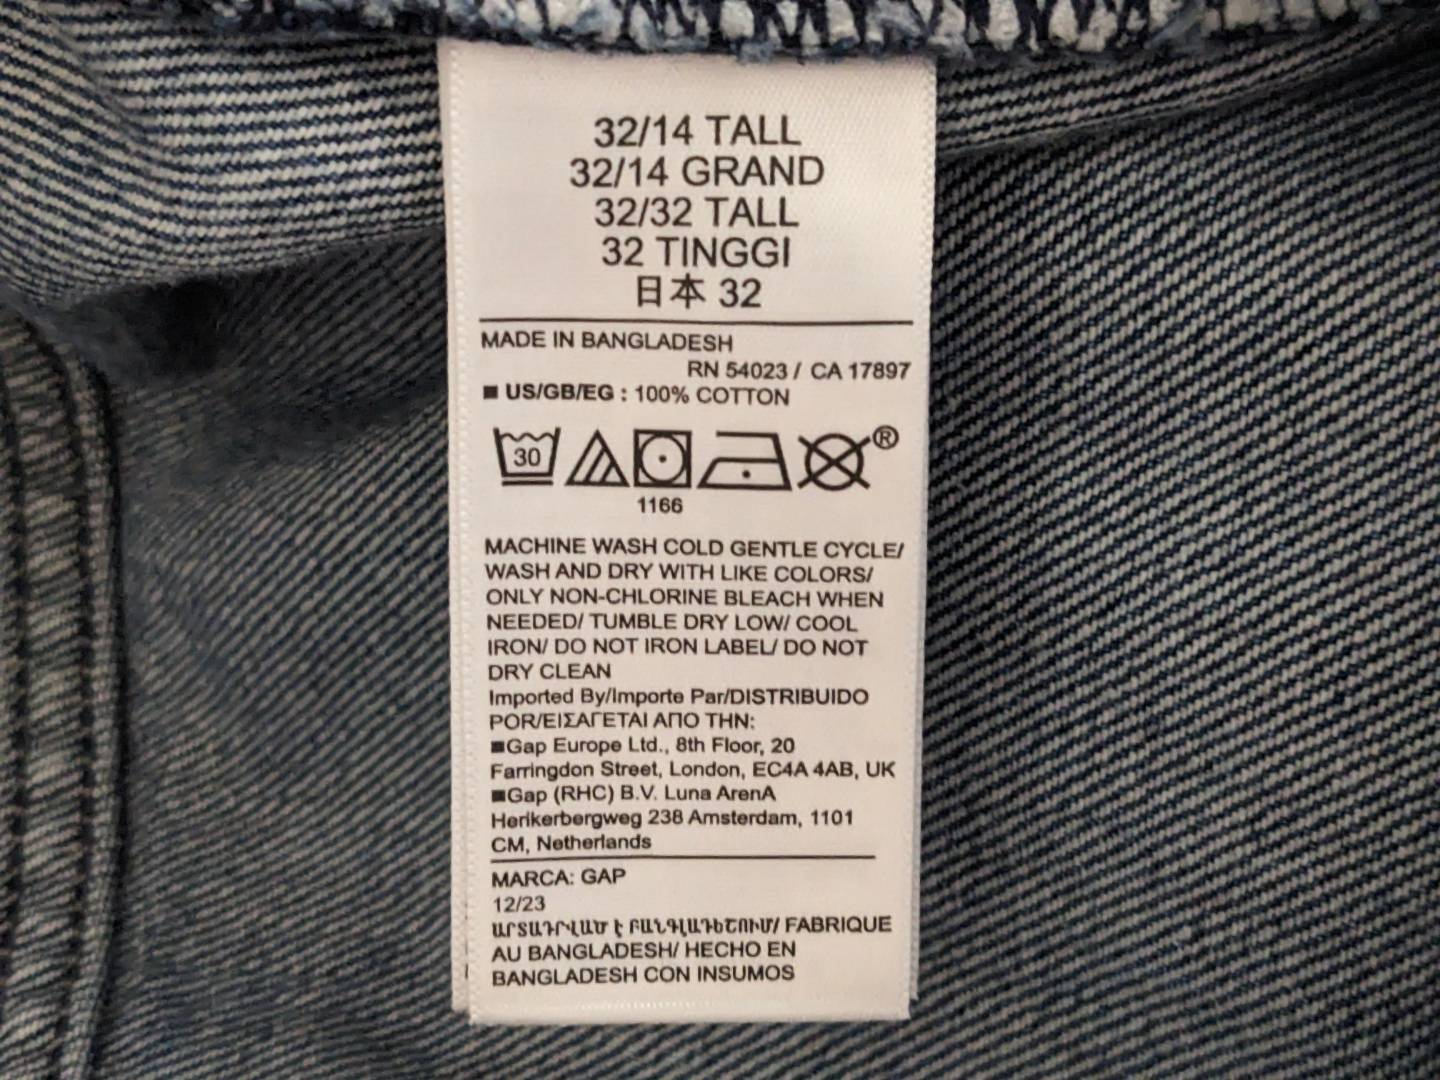 32/14 TALL
32/14 GRAND
32/32 TALL
32 TINGGI
日本 32
MADE IN BANGLADESH
RN 54023 / CA 17897
■ US/GB/EG : 100% COTTON
30
®
1166
MACHINE WASH COLD GENTLE CYCLE/
WASH AND DRY WITH LIKE COLORS/
ONLY NON-CHLORINE BLEACH WHEN
NEEDED/ TUMBLE DRY LOW/ COOL
IRON/ DO NOT IRON LABEL/ DO NOT
DRY CLEAN
Imported By/Importe Par/DISTRIBUIDO
POR/ΕΙΣΑΓΕΤΑΙ ΑΠΟ ΤΗΝ:
■Gap Europe Ltd., 8th Floor, 20
Farringdon Street, London, EC4A 4AB, UK
■Gap (RHC) B.V. Luna ArenA
Herikerbergweg 238 Amsterdam, 1101
CM, Netherlands
MARCA: GAP
12/23
ԱՐՏԱԴՐՎԱԾ Է ԲԱՆԳԼԱԴԵՇՈՒՄ/ FABRIQUE
AU BANGLADESH/ HECHO EN
BANGLADESH CON INSUMOS